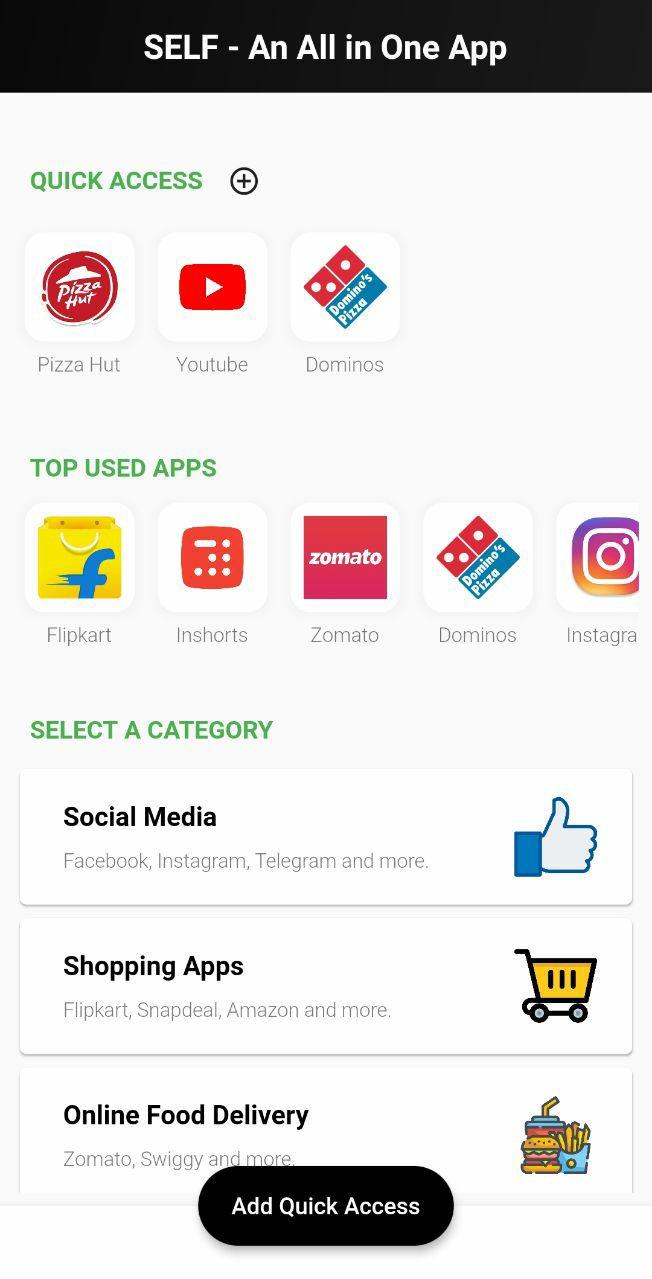 SELF - An All in One App
QUICK ACCESS
Pizza
Hut
Domino's
Pizza
Pizza Hut
Youtube
Dominos
TOP USED APPS
zomato
Domino's
Pizza
Flipkart
Inshorts
Zomato
Dominos
Instagra
SELECT A CATEGORY
Social Media
Facebook, Instagram, Telegram and more.
Shopping Apps
Flipkart, Snapdeal, Amazon and more.
Online Food Delivery
Zomato, Swiggy and more.
Add Quick Access